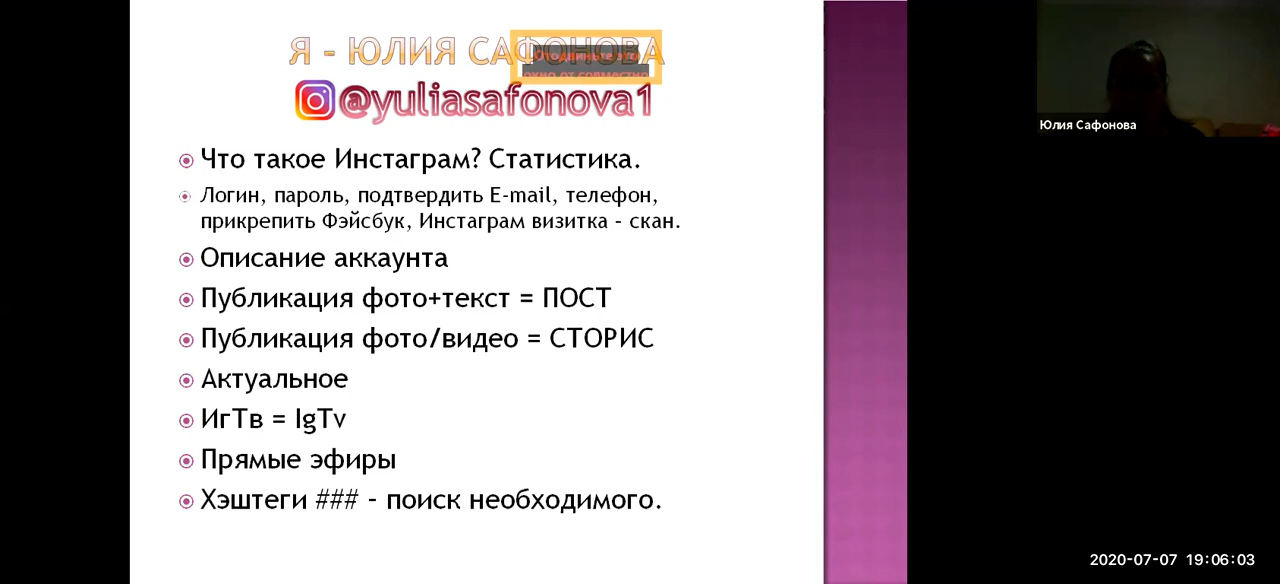 Я - ЮЛИЯ САФОНОВА
@yuliasafonova1
Что такое Инстаграм? Статистика.
Логин, пароль, подтвердить E-mail, телефон,
прикрепить Фэйсбук, Инстаграм визитка - скан.
Описание аккаунта
Публикация фото+текст = ПОСТ
Публикация фото/видео = СТОРИС
Актуальное
ИгТв = IgTv
Прямые эфиры
Хэштеги ### - поиск необходимого.
Юлия Сафонова
2020-07-07 19:06:03